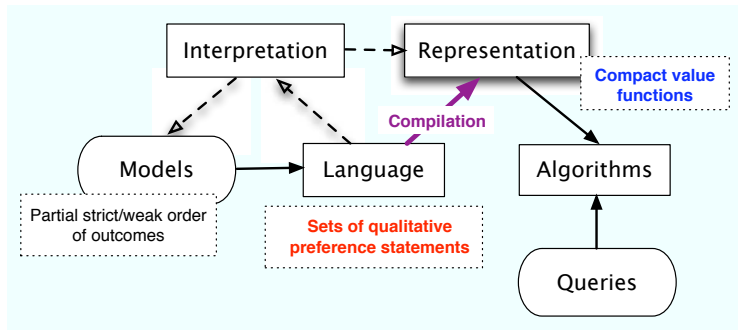 Interpretation
Representation
Compact value
functions
Compilation
Models
Language
Algorithms
Partial strict/weak order
of outcomes
Sets of qualitative
preference statements
Queries